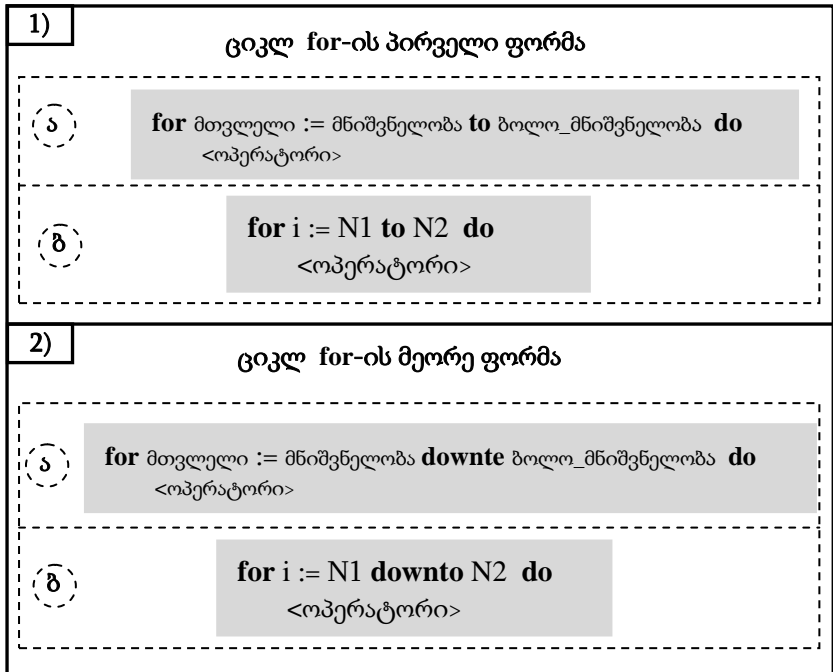 1)
ციკლ for-ის პირველი ფორმა
ა
for მთვლელი := მნიშვნელობა to ბოლო_მნიშვნელობა do
<ოპერატორი>
ბ
for i := N1 to N2 do
<ოპერატორი>
2)
ციკლ for-ის მეორე ფორმა
ა
for მთვლელი := მნიშვნელობა downte ბოლო_მნიშვნელობა do
<ოპერატორი>
ბ
for i := N1 downto N2 do
<ოპერატორი>